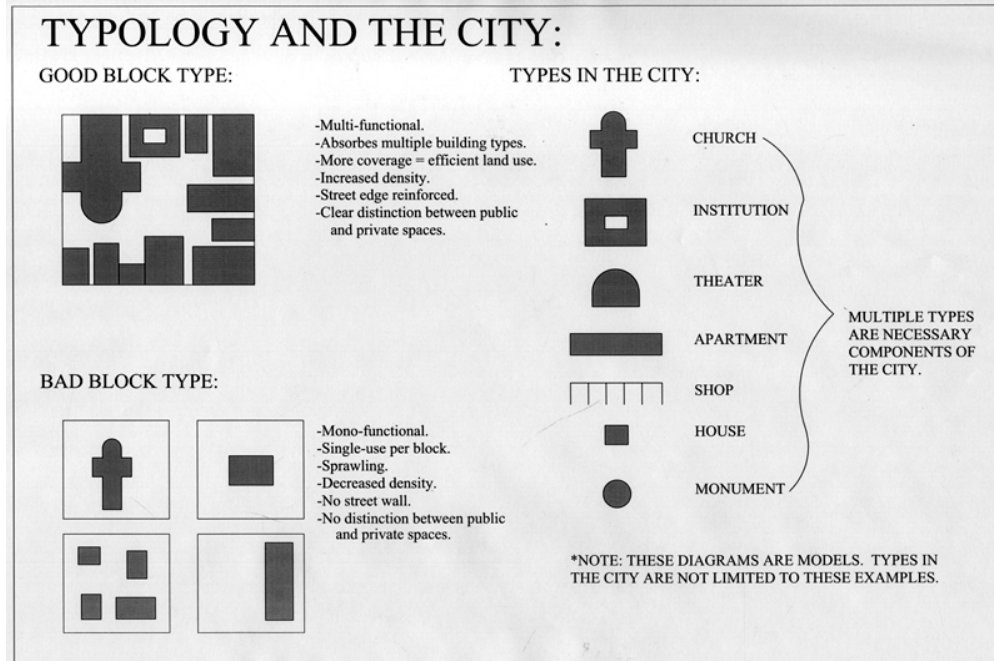 TYPOLOGY AND THE CITY:
GOOD BLOCK TYPE:
-Multi-functional.
-Absorbes multiple building types.
-More coverage = efficient land use.
-Increased density.
-Street edge reinforced.
-Clear distinction between public
and private spaces.
BAD BLOCK TYPE:
-Mono-functional.
-Single-use per block.
-Sprawling.
-Decreased density.
-No street wall.
-No distinction between public
and private spaces.
TYPES IN THE CITY:
CHURCH
INSTITUTION
THEATER
APARTMENT
SHOP
HOUSE
MONUMENT
MULTIPLE TYPES
ARE NECESSARY
COMPONENTS OF
THE CITY.
*NOTE: THESE DIAGRAMS ARE MODELS. TYPES IN
THE CITY ARE NOT LIMITED TO THESE EXAMPLES.